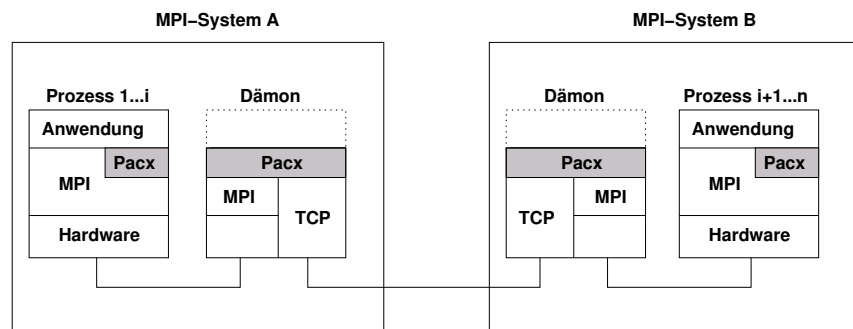 MPI–System A
MPI–System B
Prozess 1...i
Dämon
Dämon
Prozess i+1...n
Anwendung
Anwendung
Pacx
Pacx
Pacx
Pacx
MPI
MPI
MPI
MPI
TCP
TCP
Hardware
Hardware